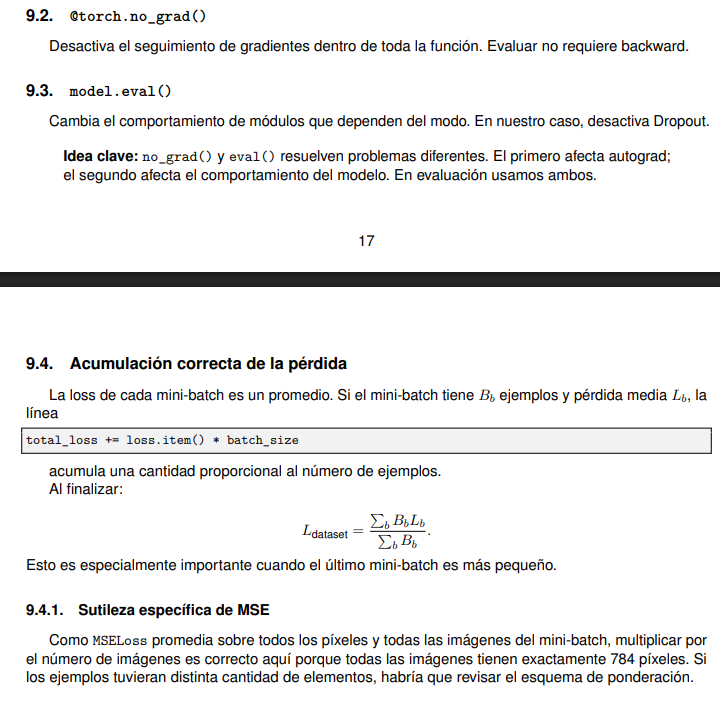 9.2. @torch.no_grad()
Desactiva el seguimiento de gradientes dentro de toda la función. Evaluar no requiere backward.
9.3. model.eval()
Cambia el comportamiento de módulos que dependen del modo. En nuestro caso, desactiva Dropout.
Idea clave: no_grad() y eval() resuelven problemas diferentes. El primero afecta autograd;
el segundo afecta el comportamiento del modelo. En evaluación usamos ambos.
17
9.4. Acumulación correcta de la pérdida
La loss de cada mini-batch es un promedio. Si el mini-batch tiene B_b ejemplos y pérdida media L_b, la
línea
total_loss += loss.item() * batch_size
acumula una cantidad proporcional al número de ejemplos.
Al finalizar:
L_dataset = ∑_b B_b L_b / ∑_b B_b.
Esto es especialmente importante cuando el último mini-batch es más pequeño.
9.4.1. Sutileza específica de MSE
Como MSELoss promedia sobre todos los píxeles y todas las imágenes del mini-batch, multiplicar por
el número de imágenes es correcto aquí porque todas las imágenes tienen exactamente 784 píxeles. Si
los ejemplos tuvieran distinta cantidad de elementos, habría que revisar el esquema de ponderación.